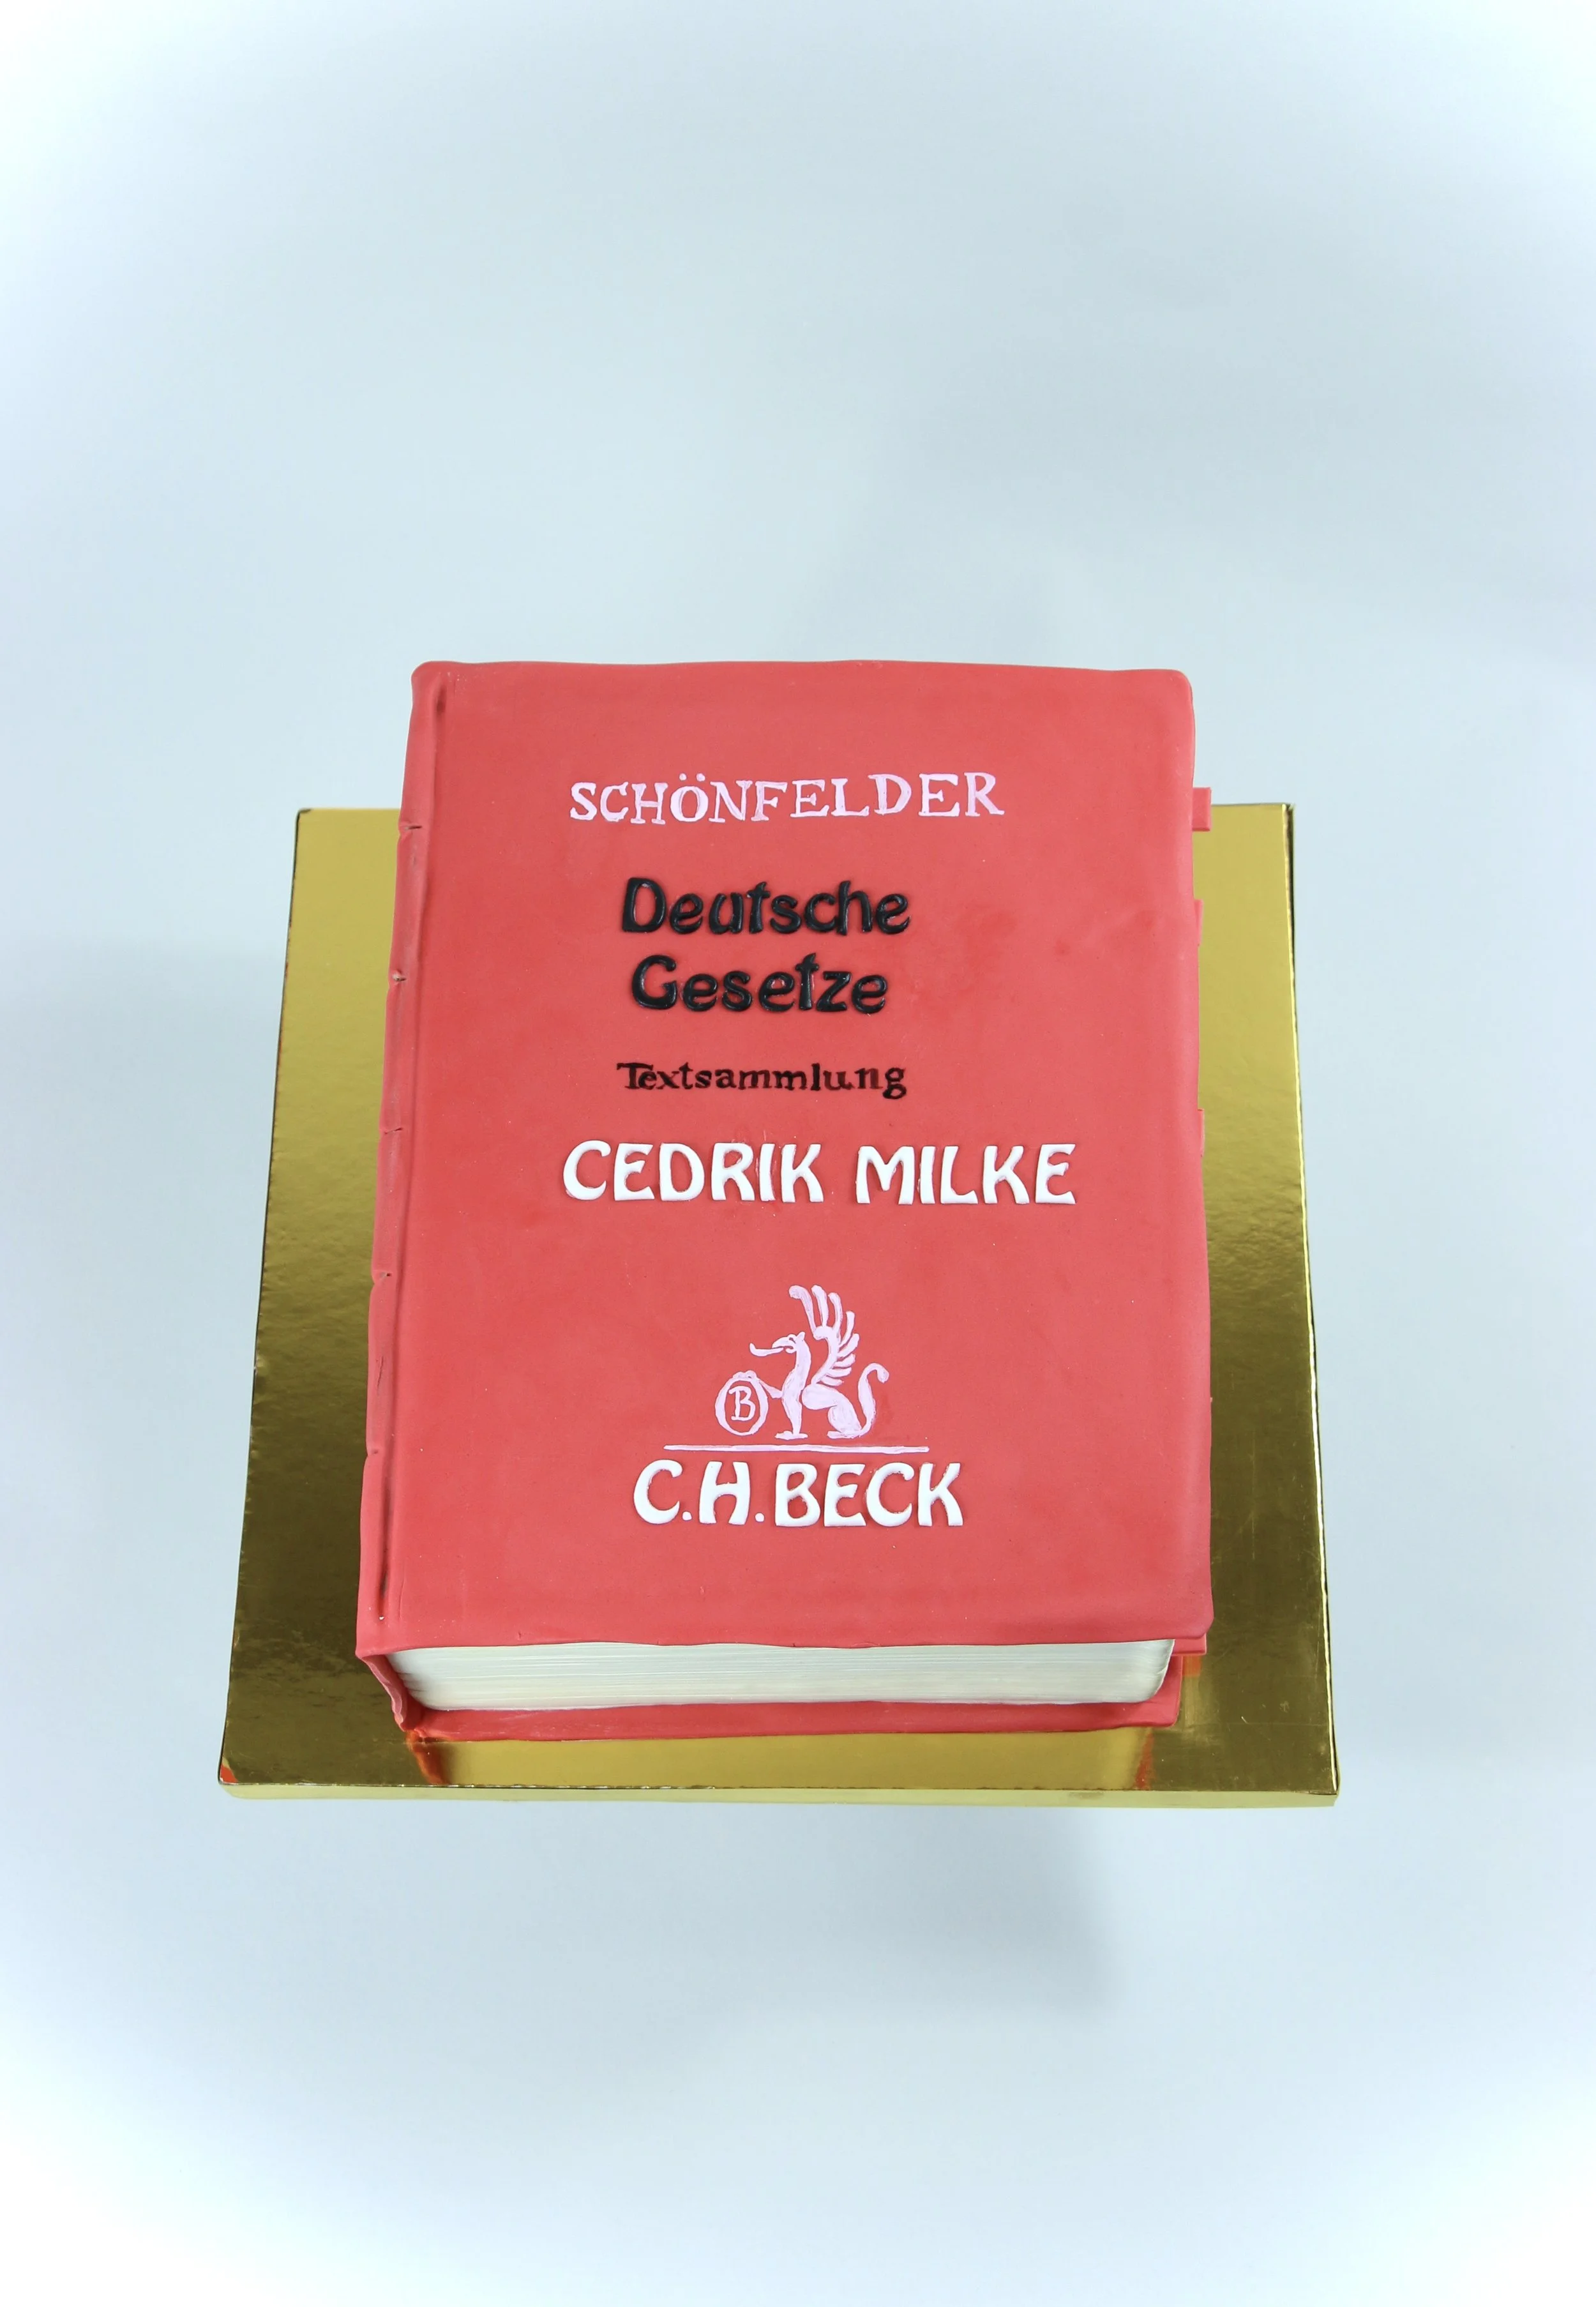 SCHÖNFELDER
Deutsche
Gesetze
Textsammlung
CEDRIK MILKE
B
C.H.BECK